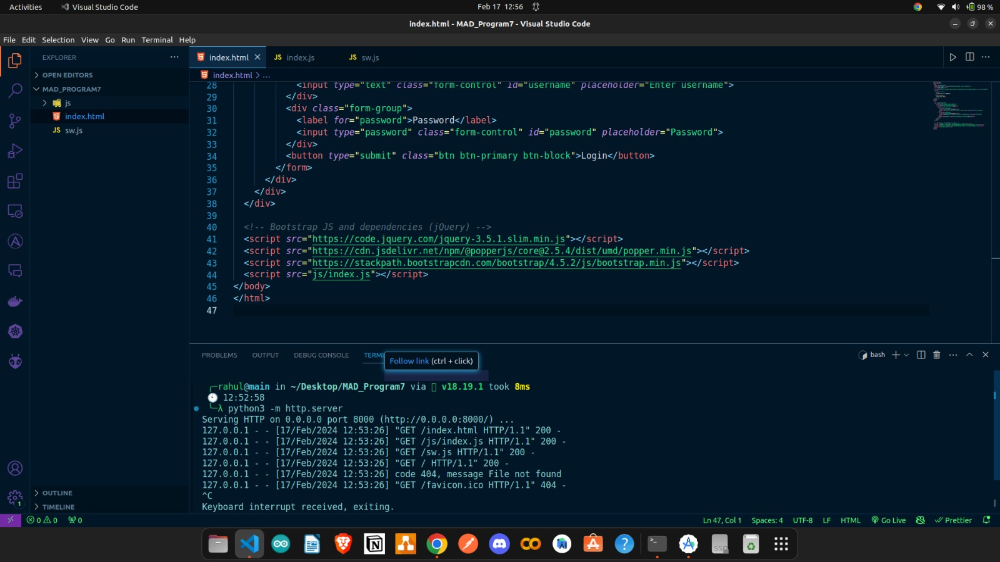 Activities
Visual Studio Code
Feb 17 12:56
98 %
index.html - MAD_Program7 - Visual Studio Code
File Edit Selection View Go Run Terminal Help
EXPLORER
index.html
JS index.js
JS sw.js
OPEN EDITORS
MAD_PROGRAM7
js
index.html
JS sw.js
index.html > ...
28 <input type="text" class="form-control" id="username" placeholder="Enter username">
29 </div>
30 <div class="form-group">
31 <label for="password">Password</label>
32 <input type="password" class="form-control" id="password" placeholder="Password">
33 </div>
34 <button type="submit" class="btn btn-primary btn-block">Login</button>
35 </form>
36 </div>
37 </div>
38 </div>
39
40 <!-- Bootstrap JS and dependencies (jQuery) -->
41 <script src="https://code.jquery.com/jquery-3.5.1.slim.min.js"></script>
42 <script src="https://cdn.jsdelivr.net/npm/@popperjs/core@2.5.4/dist/umd/popper.min.js"></script>
43 <script src="https://stackpath.bootstrapcdn.com/bootstrap/4.5.2/js/bootstrap.min.js"></script>
44 <script src="js/index.js"></script>
45 </body>
46 </html>
47
PROBLEMS OUTPUT DEBUG CONSOLE
Follow link (ctrl + click)
bash
rahul@main in ~/Desktop/MAD_Program7 via v18.19.1 took 8ms
12:52:58
λ python3 -m http.server
Serving HTTP on 0.0.0.0 port 8000 (http://0.0.0.0:8000/) ...
127.0.0.1 - - [17/Feb/2024 12:53:26] "GET /index.html HTTP/1.1" 200 -
127.0.0.1 - - [17/Feb/2024 12:53:26] "GET /js/index.js HTTP/1.1" 200 -
127.0.0.1 - - [17/Feb/2024 12:53:26] "GET /sw.js HTTP/1.1" 200 -
127.0.0.1 - - [17/Feb/2024 12:53:26] "GET / HTTP/1.1" 200 -
127.0.0.1 - - [17/Feb/2024 12:53:26] code 404, message File not found
127.0.0.1 - - [17/Feb/2024 12:53:26] "GET /favicon.ico HTTP/1.1" 404 -
^C
Keyboard interrupt received, exiting.
OUTLINE
TIMELINE
1
0 0 0
Ln 47, Col 1 Spaces: 4 UTF-8 LF HTML Go Live Prettier